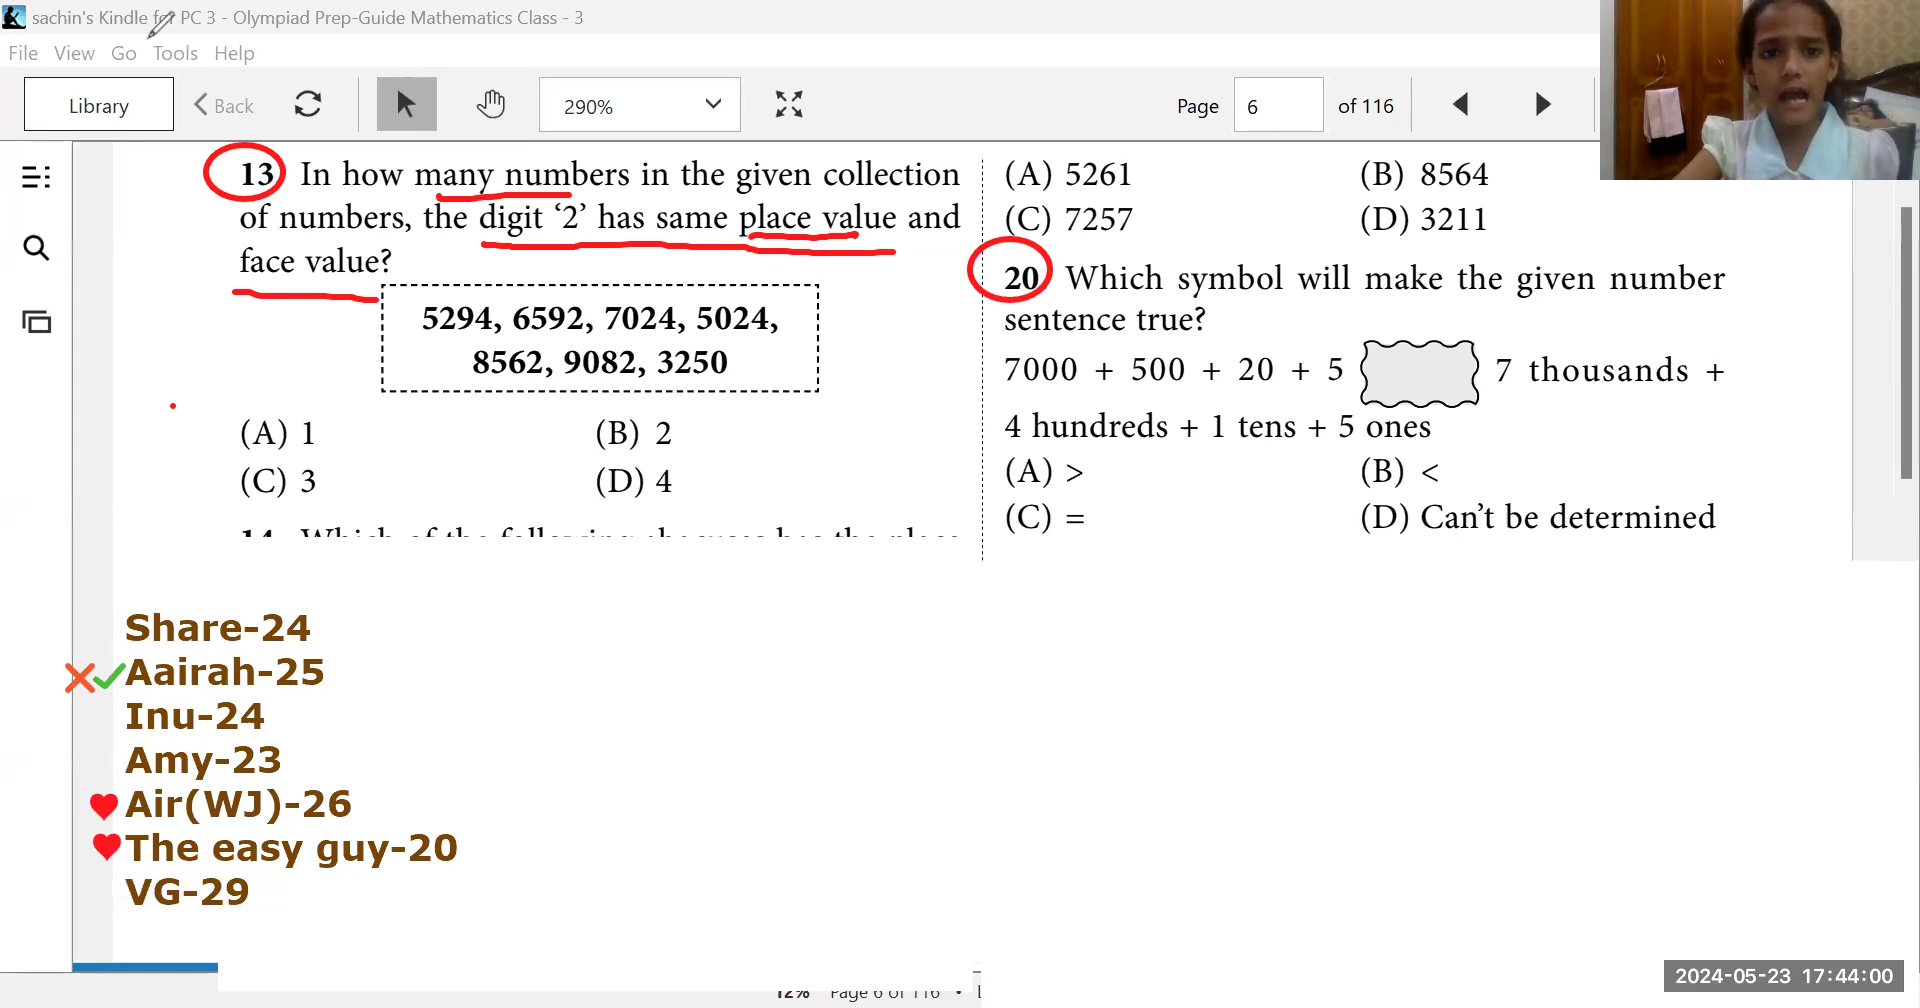 sachin's Kindle for PC 3 - Olympiad Prep-Guide Mathematics Class - 3
File View Go Tools Help
Library Back 290% Page 6 of 116
13 In how many numbers in the given collection
of numbers, the digit ‘2’ has same place value and
face value?
5294, 6592, 7024, 5024,
8562, 9082, 3250
(A) 1 (B) 2
(C) 3 (D) 4
(A) 5261 (B) 8564
(C) 7257 (D) 3211
20 Which symbol will make the given number
sentence true?
7000 + 500 + 20 + 5 7 thousands +
4 hundreds + 1 tens + 5 ones
(A) > (B) <
(C) = (D) Can't be determined
Share-24
Aairah-25
Inu-24
Amy-23
Air(WJ)-26
The easy guy-20
VG-29
12% Page 6 of 116 •
2024-05-23 17:44:00